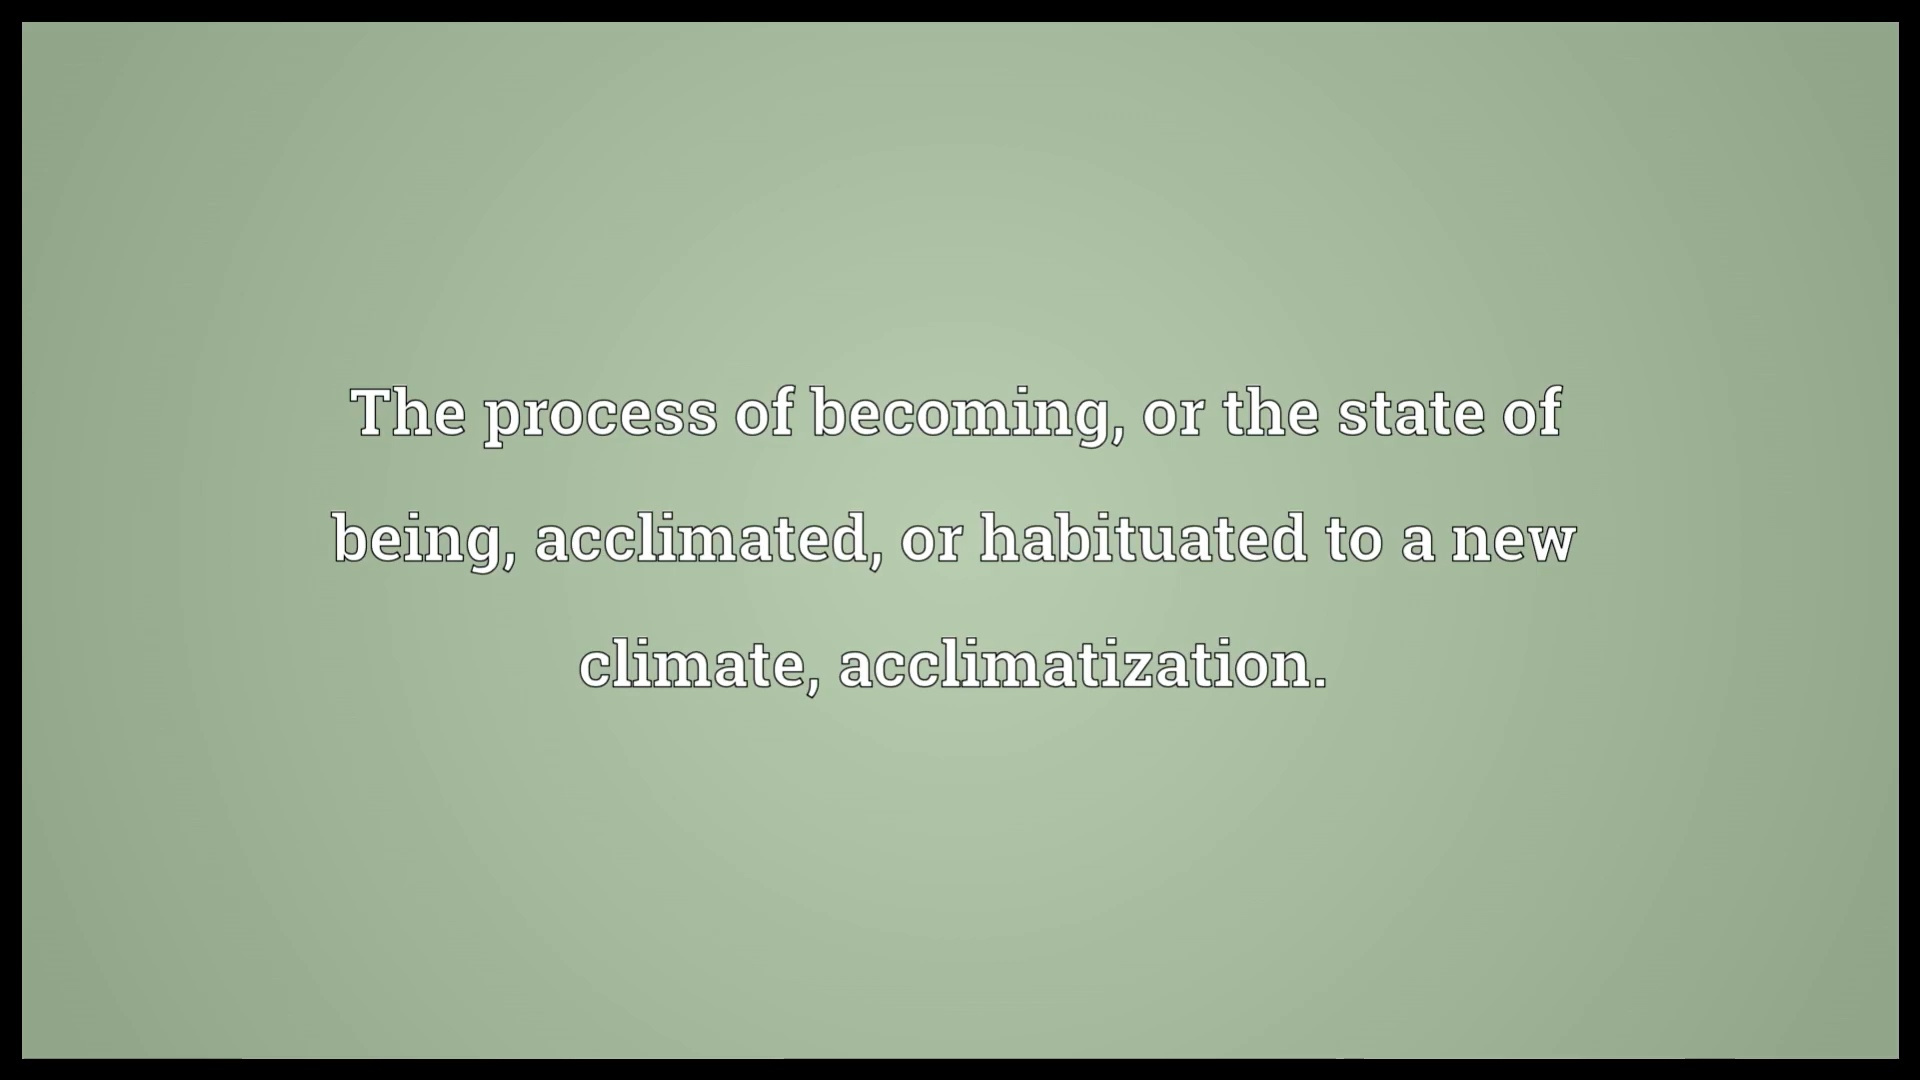 The process of becoming, or the state of
being, acclimated, or habituated to a new
climate, acclimatization.